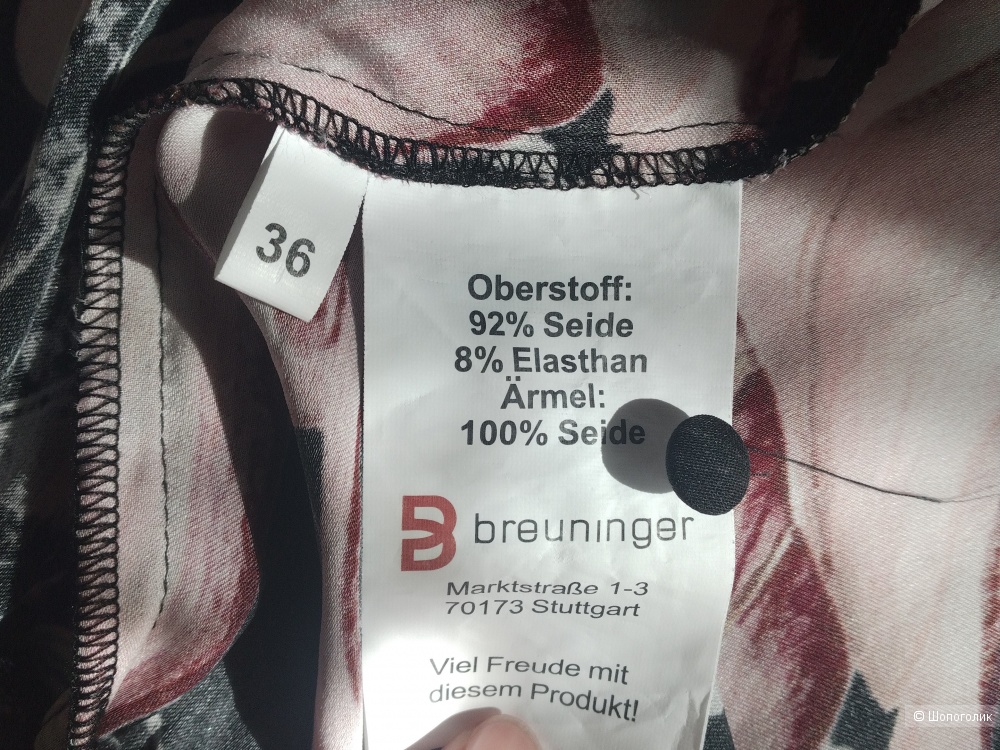 36
Oberstoff:
92% Seide
8% Elasthan
Ärmel:
100% Seide
B breuninger
Marktstraße 1-3
70173 Stuttgart
Viel Freude mit
diesem Produkt!
© Шопоголик